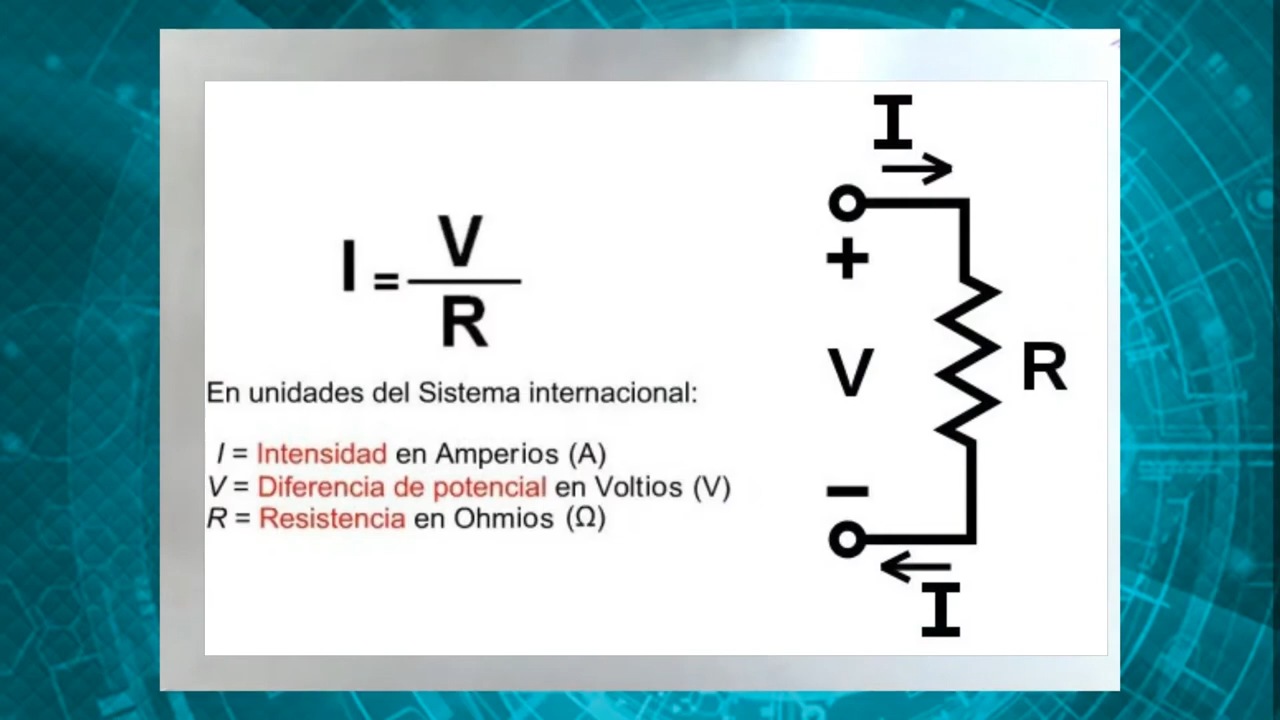 I = V
R
En unidades del Sistema internacional:
I = Intensidad en Amperios (A)
V = Diferencia de potencial en Voltios (V)
R = Resistencia en Ohmios (Ω)
I
+
V
R
−
I